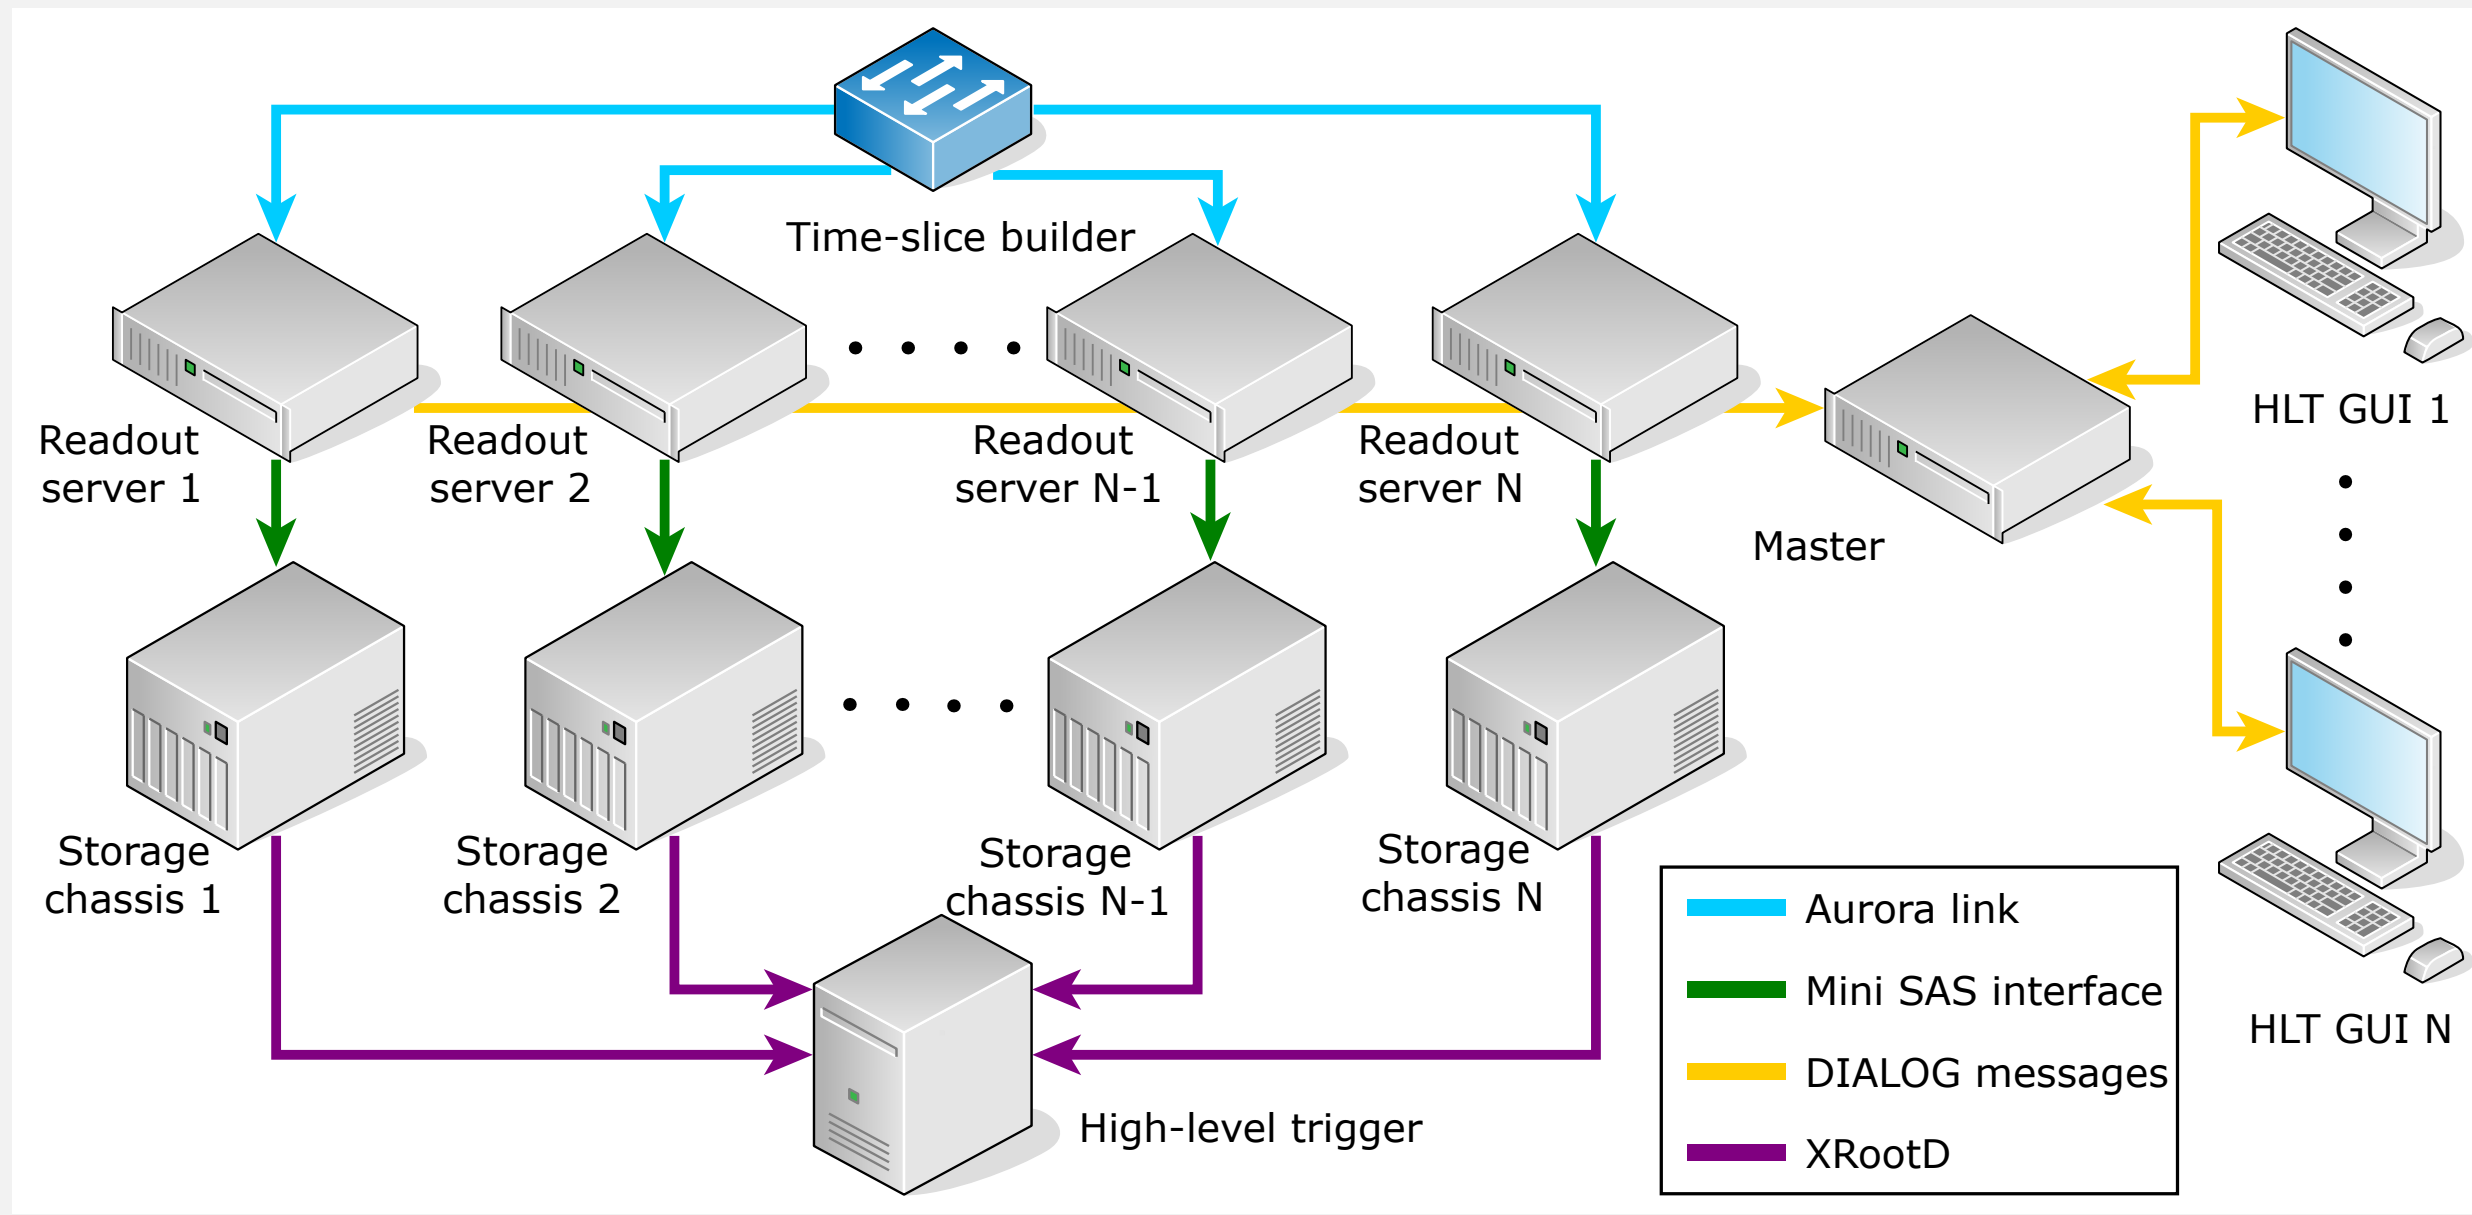 Time-slice builder
Readout
server 1
Readout
server 2
Readout
server N-1
Readout
server N
Master
HLT GUI 1
Storage
chassis 1
Storage
chassis 2
Storage
chassis N-1
Storage
chassis N
High-level trigger
HLT GUI N
Aurora link
Mini SAS interface
DIALOG messages
XRootD